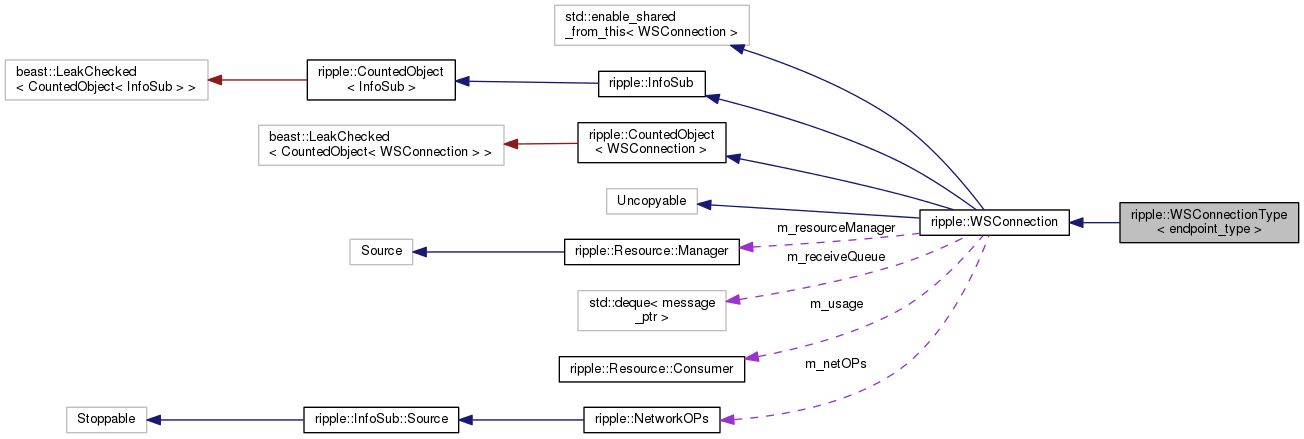 std::enable_shared
_from_this< WSConnection >
beast::LeakChecked
< CountedObject< InfoSub > >
ripple::CountedObject
< InfoSub >
ripple::InfoSub
beast::LeakChecked
< CountedObject< WSConnection > >
ripple::CountedObject
< WSConnection >
Uncopyable
ripple::WSConnection
ripple::WSConnectionType
< endpoint_type >
m_resourceManager
Source
ripple::Resource::Manager
m_receiveQueue
std::deque< message
_ptr >
m_usage
ripple::Resource::Consumer
m_netOPs
Stoppable
ripple::InfoSub::Source
ripple::NetworkOPs